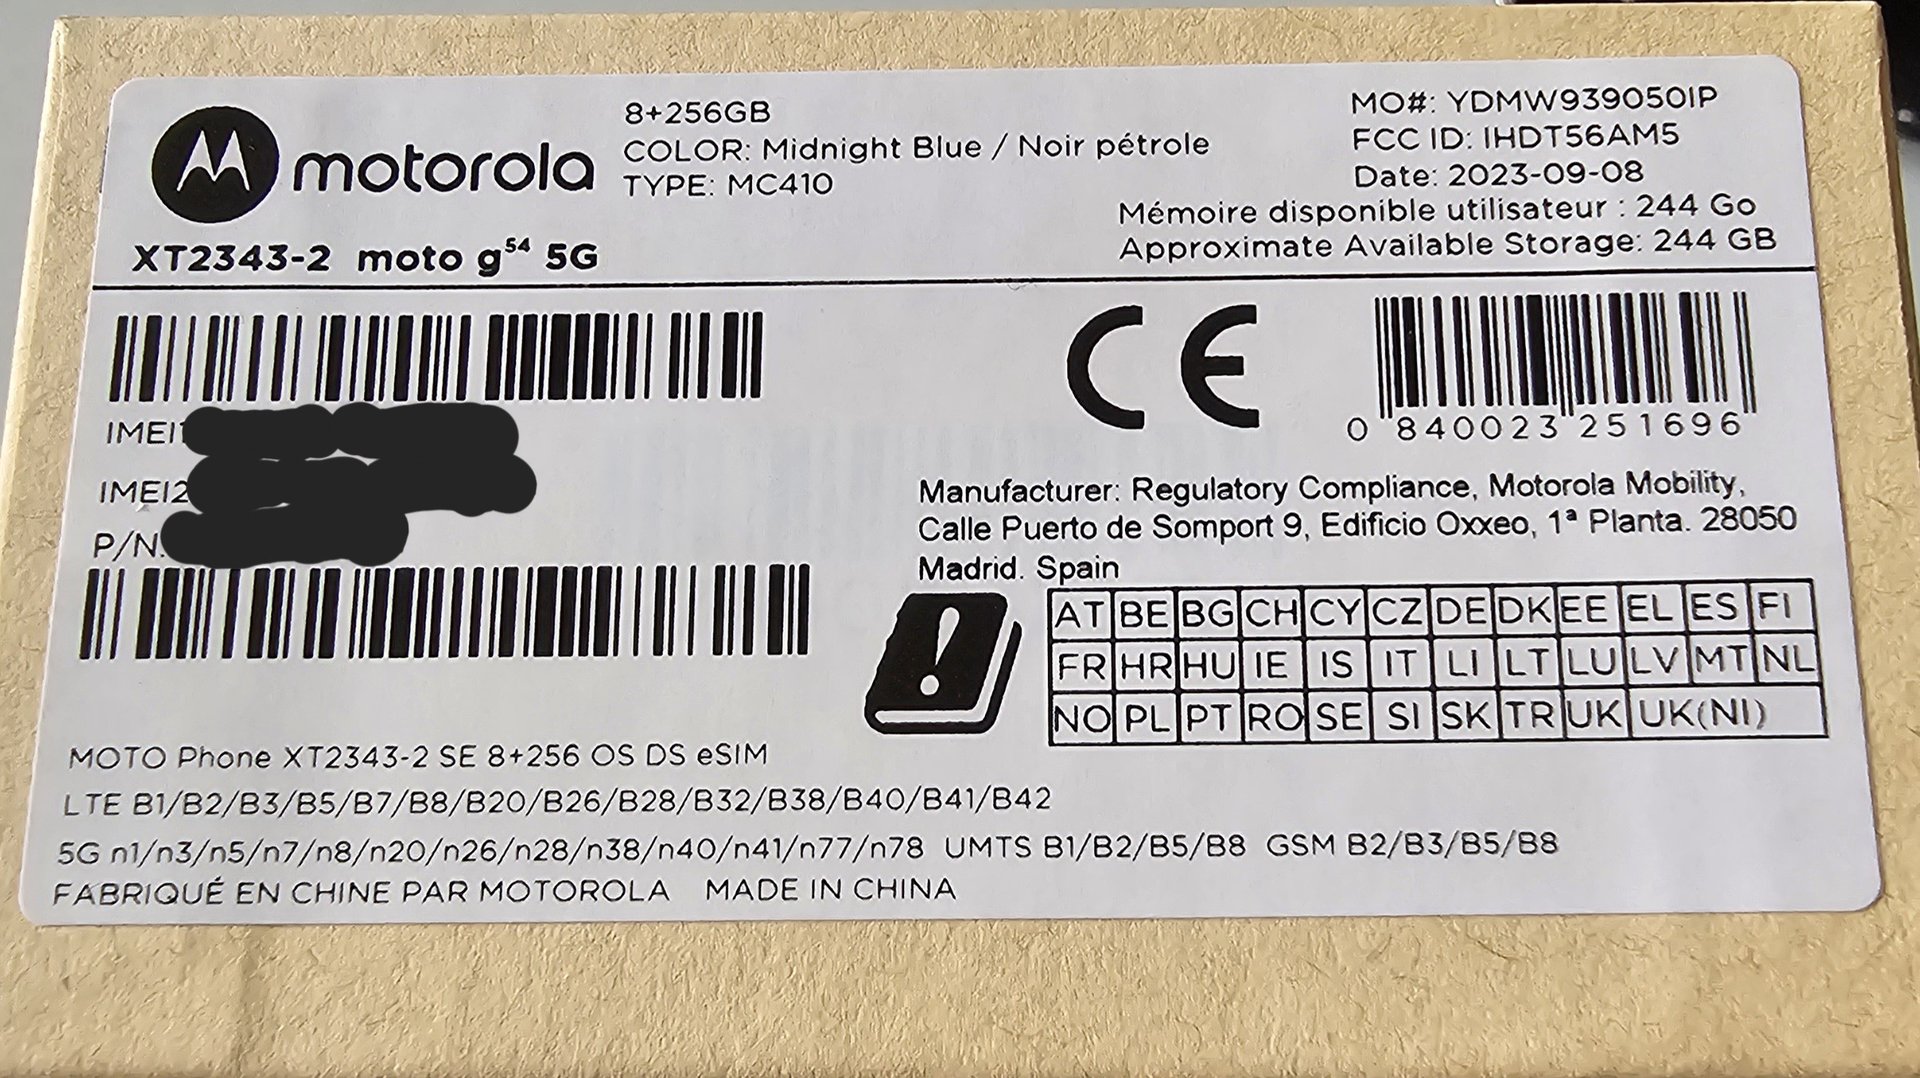 motorola
8+256GB
COLOR: Midnight Blue / Noir pétrole
TYPE: MC410
XT2343-2 moto g54 5G
MO#: YDMW93905OIP
FCC ID: IHDT56AM5
Date: 2023-09-08
Mémoire disponible utilisateur : 244 Go
Approximate Available Storage: 244 GB
IMEI1
IMEI2
P/N:
CE
0 840023 251696
Manufacturer: Regulatory Compliance, Motorola Mobility,
Calle Puerto de Somport 9, Edificio Oxxeo, 1ª Planta. 28050
Madrid. Spain
AT BE BG CH CY CZ DE DK EE EL ES FI
FR HR HU IE IS IT LI LT LU LV MT NL
NO PL PT RO SE SI SK TR UK UK(NI)
MOTO Phone XT2343-2 SE 8+256 OS DS eSIM
LTE B1/B2/B3/B5/B7/B8/B20/B26/B28/B32/B38/B40/B41/B42
5G n1/n3/n5/n7/n8/n20/n26/n28/n38/n40/n41/n77/n78 UMTS B1/B2/B5/B8 GSM B2/B3/B5/B8
FABRIQUÉ EN CHINE PAR MOTOROLA MADE IN CHINA